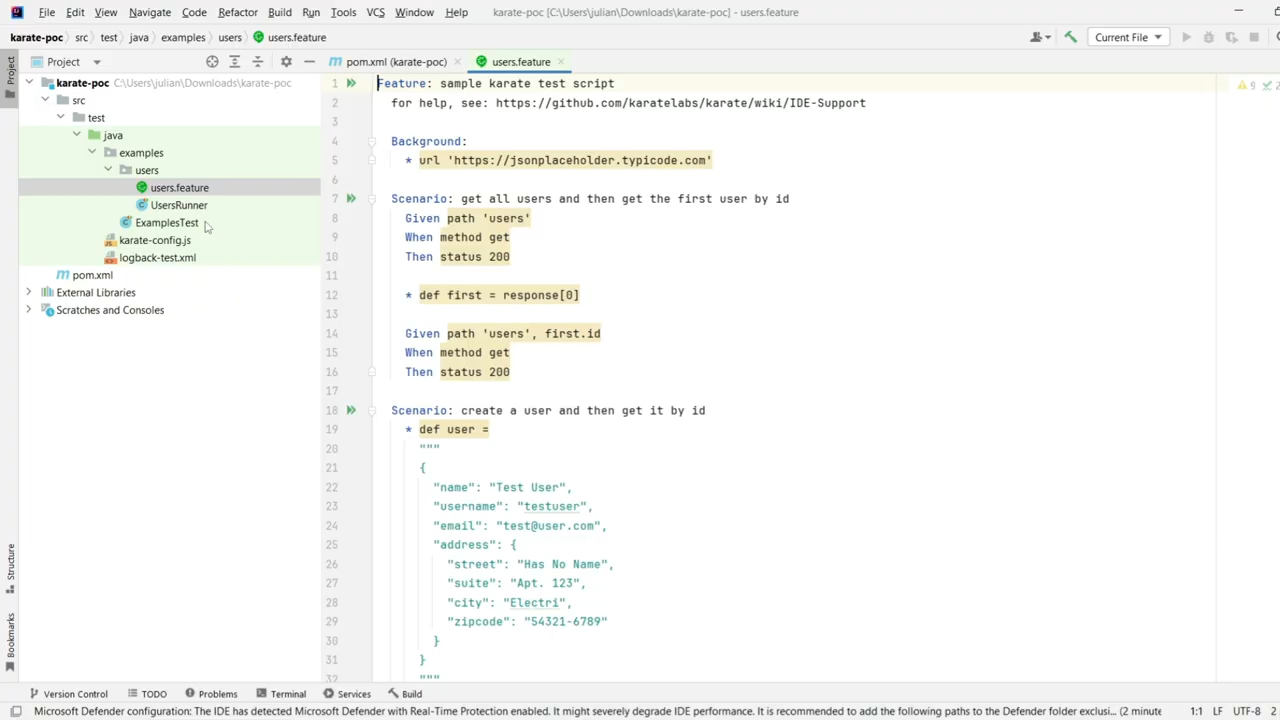 File Edit View Navigate Code Refactor Build Run Tools VCS Window Help karate-poc [C:\Users\julian\Downloads\karate-poc] - users.feature
karate-poc src test java examples users users.feature Current File
Project pom.xml (karate-poc) users.feature
karate-poc C:\Users\julian\Downloads\karate-poc
src
test
java
examples
users
users.feature
UsersRunner
ExamplesTest
karate-config.js
logback-test.xml
pom.xml
External Libraries
Scratches and Consoles
Project
Structure
Bookmarks
1 Feature: sample karate test script
2 for help, see: https://github.com/karatelabs/karate/wiki/IDE-Support
3
4 Background:
5 * url 'https://jsonplaceholder.typicode.com'
6
7 Scenario: get all users and then get the first user by id
8 Given path 'users'
9 When method get
10 Then status 200
11
12 * def first = response[0]
13
14 Given path 'users', first.id
15 When method get
16 Then status 200
17
18 Scenario: create a user and then get it by id
19 * def user =
20 """
21 {
22 "name": "Test User",
23 "username": "testuser",
24 "email": "test@user.com",
25 "address": {
26 "street": "Has No Name",
27 "suite": "Apt. 123",
28 "city": "Electri",
29 "zipcode": "54321-6789"
30 }
31 }
32 """
9 2
Version Control TODO Problems Terminal Services Build
Microsoft Defender configuration: The IDE has detected Microsoft Defender with Real-Time Protection enabled. It might severely degrade IDE performance. It is recommended to add the following paths to the Defender folder exclusi... (2 minute 1:1 LF UTF-8 2